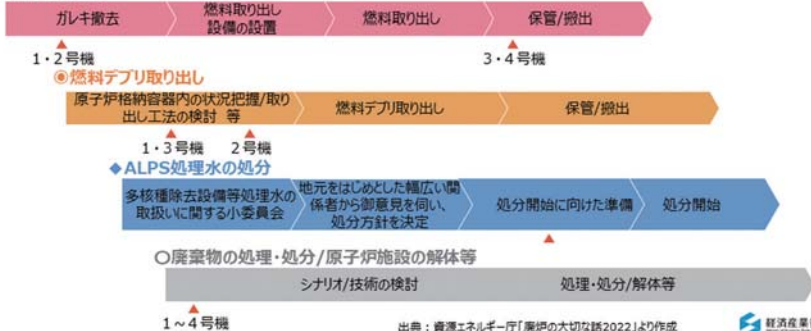 ガレキ撤去
燃料取り出し
設備の設置
燃料取り出し
保管/搬出
1・2号機
3・4号機
◉燃料デブリ取り出し
原子炉格納容器内の状況把握/取り
出し工法の検討 等
燃料デブリ取り出し
保管/搬出
1・3号機
2号機
◆ALPS処理水の処分
多核種除去設備等処理水の
取扱いに関する小委員会
地元をはじめとした幅広い関
係者から御意見を伺い、
処分方針を決定
処分開始に向けた準備
処分開始
○廃棄物の処理・処分/原子炉施設の解体等
シナリオ/技術の検討
処理・処分/解体等
1~4号機
出典：資源エネルギー庁「廃炉の大切な話2022」より作成
経済産業